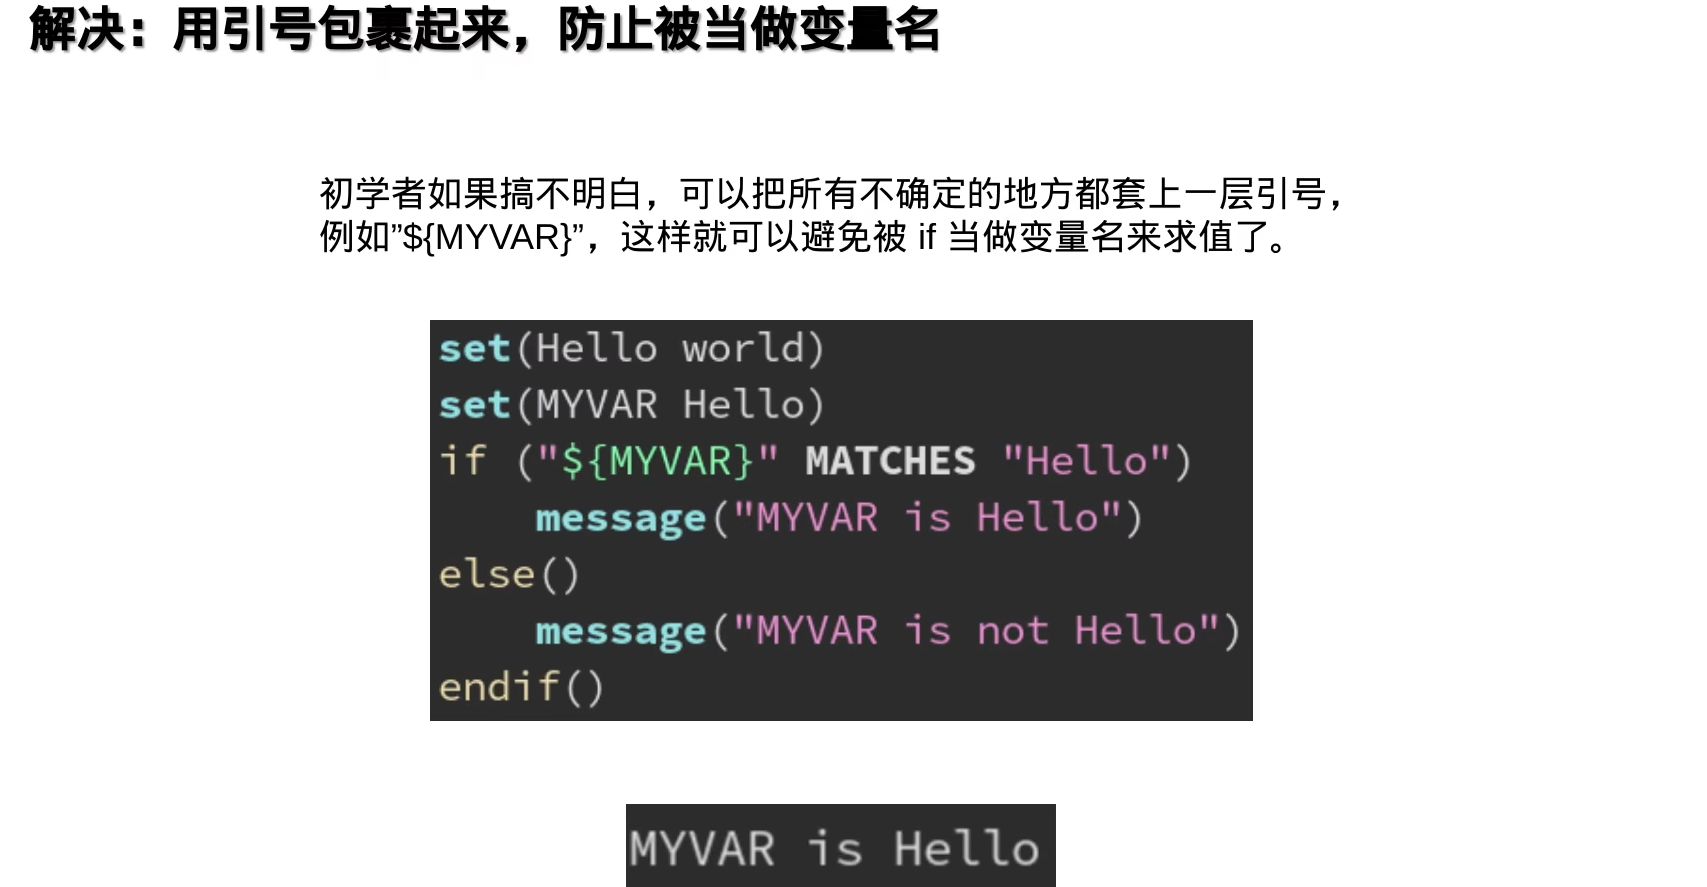 解决：用引号包裹起来，防止被当做变量名
初学者如果搞不明白，可以把所有不确定的地方都套上一层引号，
例如”${MYVAR}”，这样就可以避免被 if 当做变量名来求值了。
set(Hello world)
set(MYVAR Hello)
if ("${MYVAR}" MATCHES "Hello")
    message("MYVAR is Hello")
else()
    message("MYVAR is not Hello")
endif()
MYVAR is Hello